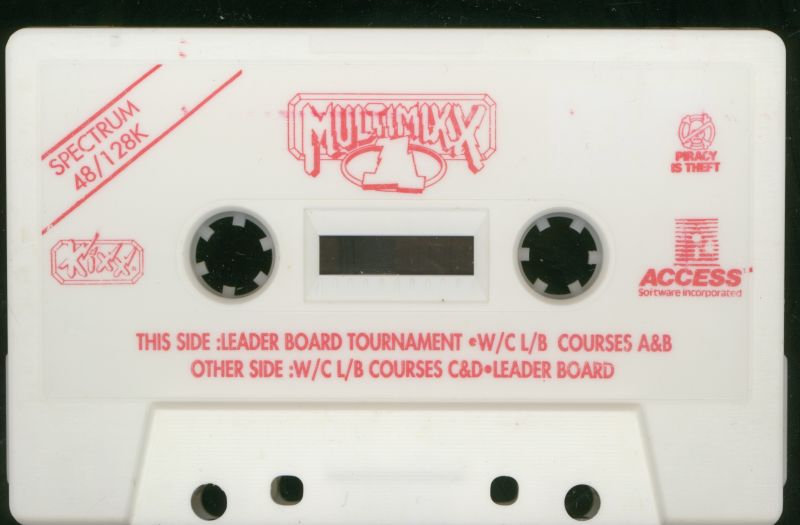 SPECTRUM
48/128K
MULTIMIXX
1
PIRACY
IS THEFT
Kixx
ACCESS
Software Incorporated
THIS SIDE :LEADER BOARD TOURNAMENT •W/C L/B COURSES A&B
OTHER SIDE :W/C L/B COURSES C&D•LEADER BOARD